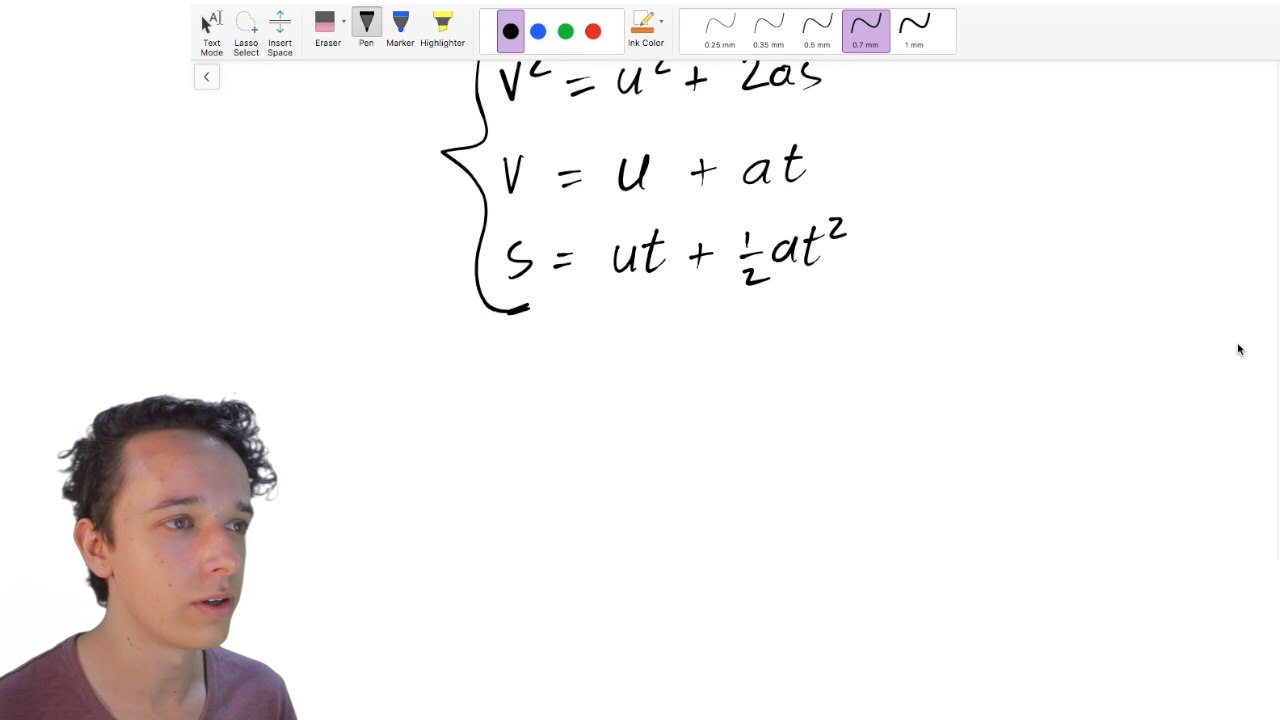 Text Mode
Lasso Select
Insert Space
Eraser
Pen
Marker
Highlighter
Ink Color
0.25 mm
0.35 mm
0.5 mm
0.7 mm
1 mm
v² = u² + 2as
v = u + at
s = ut + ½at²